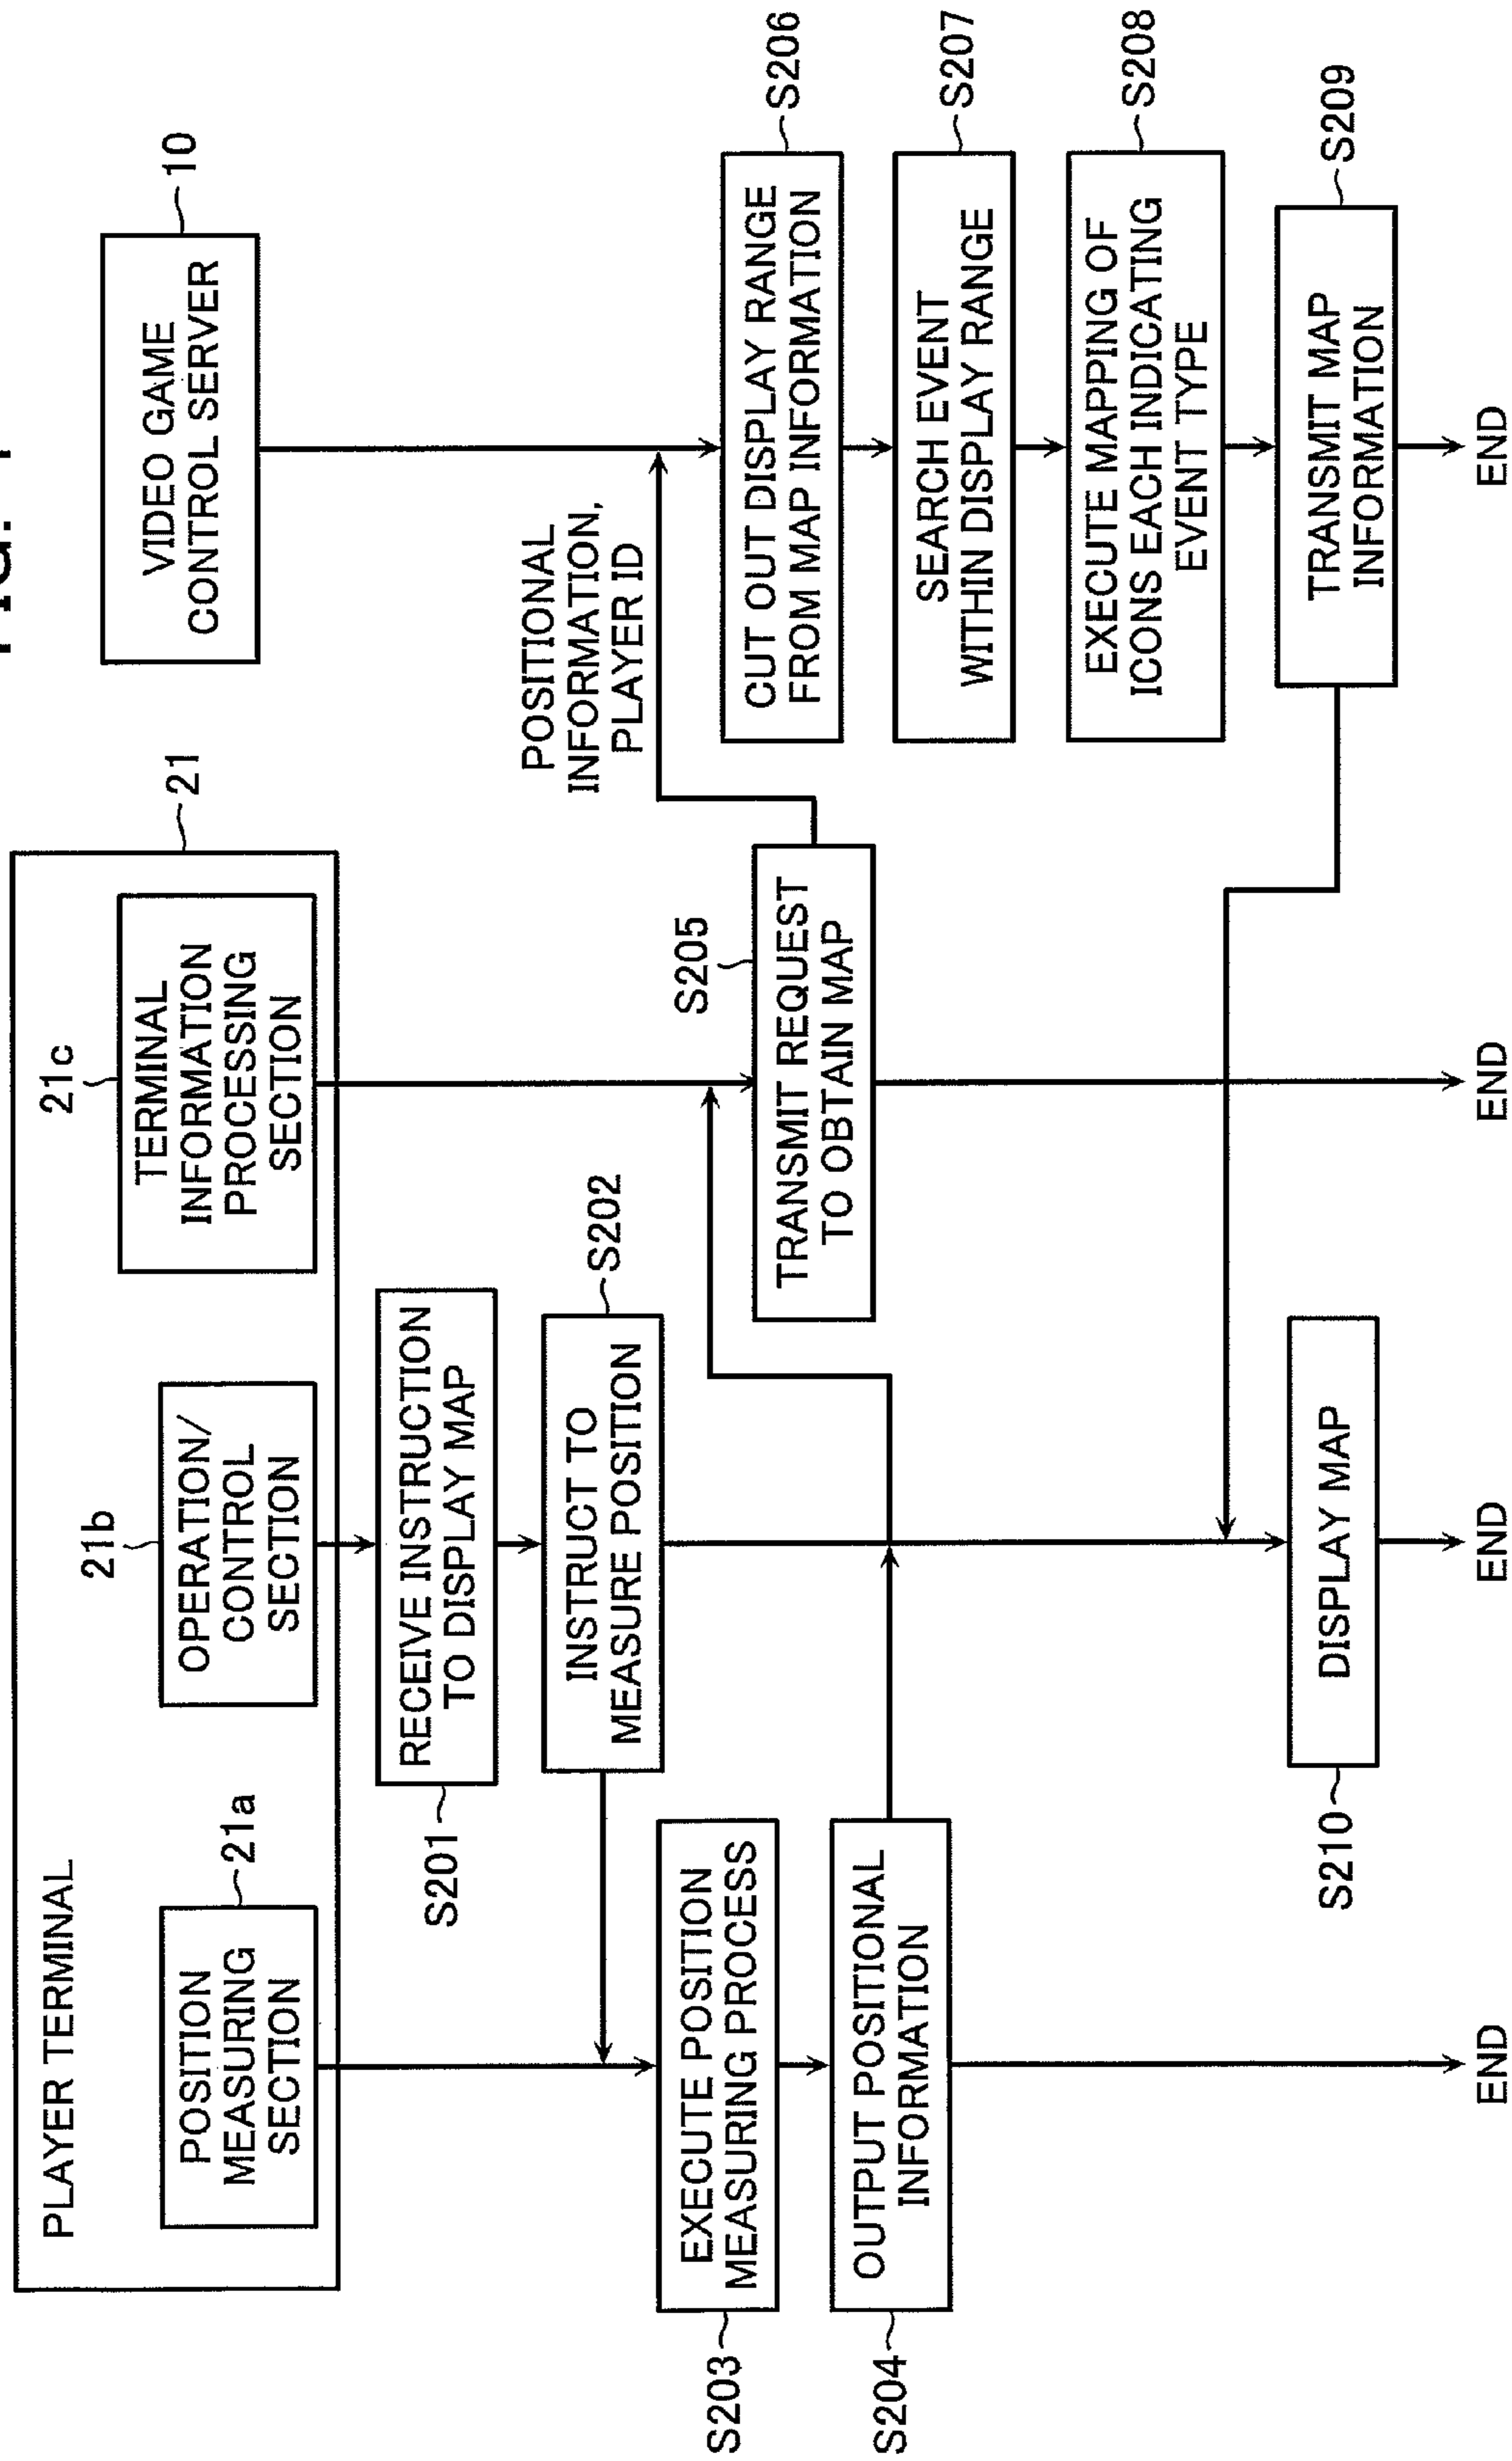 PLAYER TERMINAL
21
POSITION
MEASURING
SECTION
21a
OPERATION/
CONTROL
SECTION
21b
TERMINAL
INFORMATION
PROCESSING
SECTION
21c
VIDEO GAME
CONTROL SERVER
10
RECEIVE INSTRUCTION
TO DISPLAY MAP
S201
INSTRUCT TO
MEASURE POSITION
S202
EXECUTE POSITION
MEASURING PROCESS
S203
OUTPUT POSITIONAL
INFORMATION
S204
TRANSMIT REQUEST
TO OBTAIN MAP
S205
POSITIONAL
INFORMATION,
PLAYER ID
CUT OUT DISPLAY RANGE
FROM MAP INFORMATION
S206
SEARCH EVENT
WITHIN DISPLAY RANGE
S207
EXECUTE MAPPING OF
ICONS EACH INDICATING
EVENT TYPE
S208
TRANSMIT MAP
INFORMATION
S209
DISPLAY MAP
S210
END
END
END
END